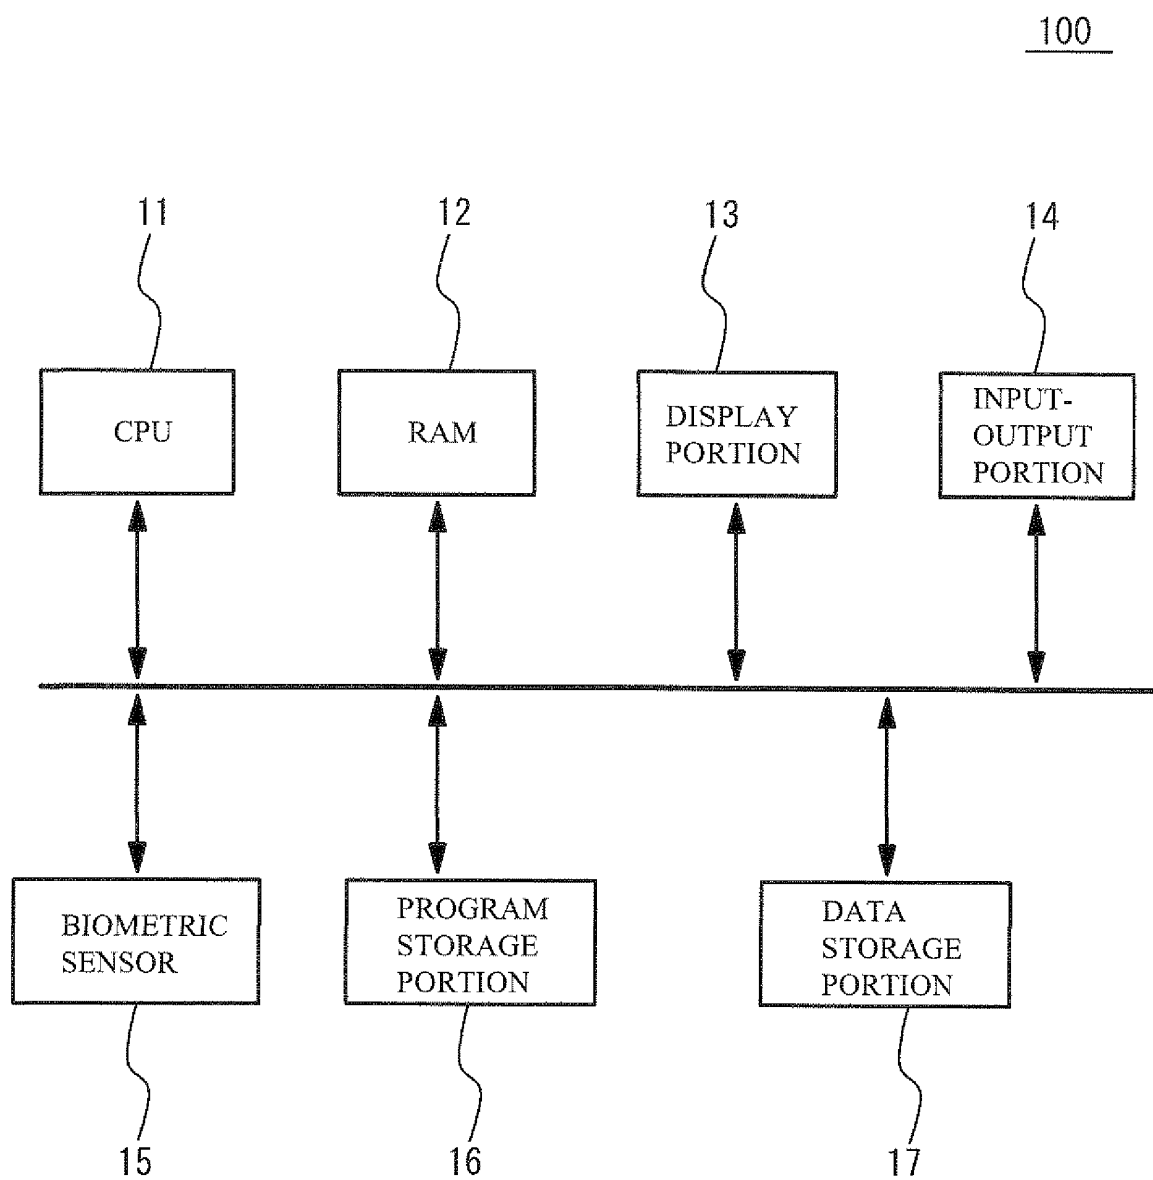 100
11
12
13
14
CPU
RAM
DISPLAY
PORTION
INPUT-
OUTPUT
PORTION
BIOMETRIC
SENSOR
PROGRAM
STORAGE
PORTION
DATA
STORAGE
PORTION
15
16
17